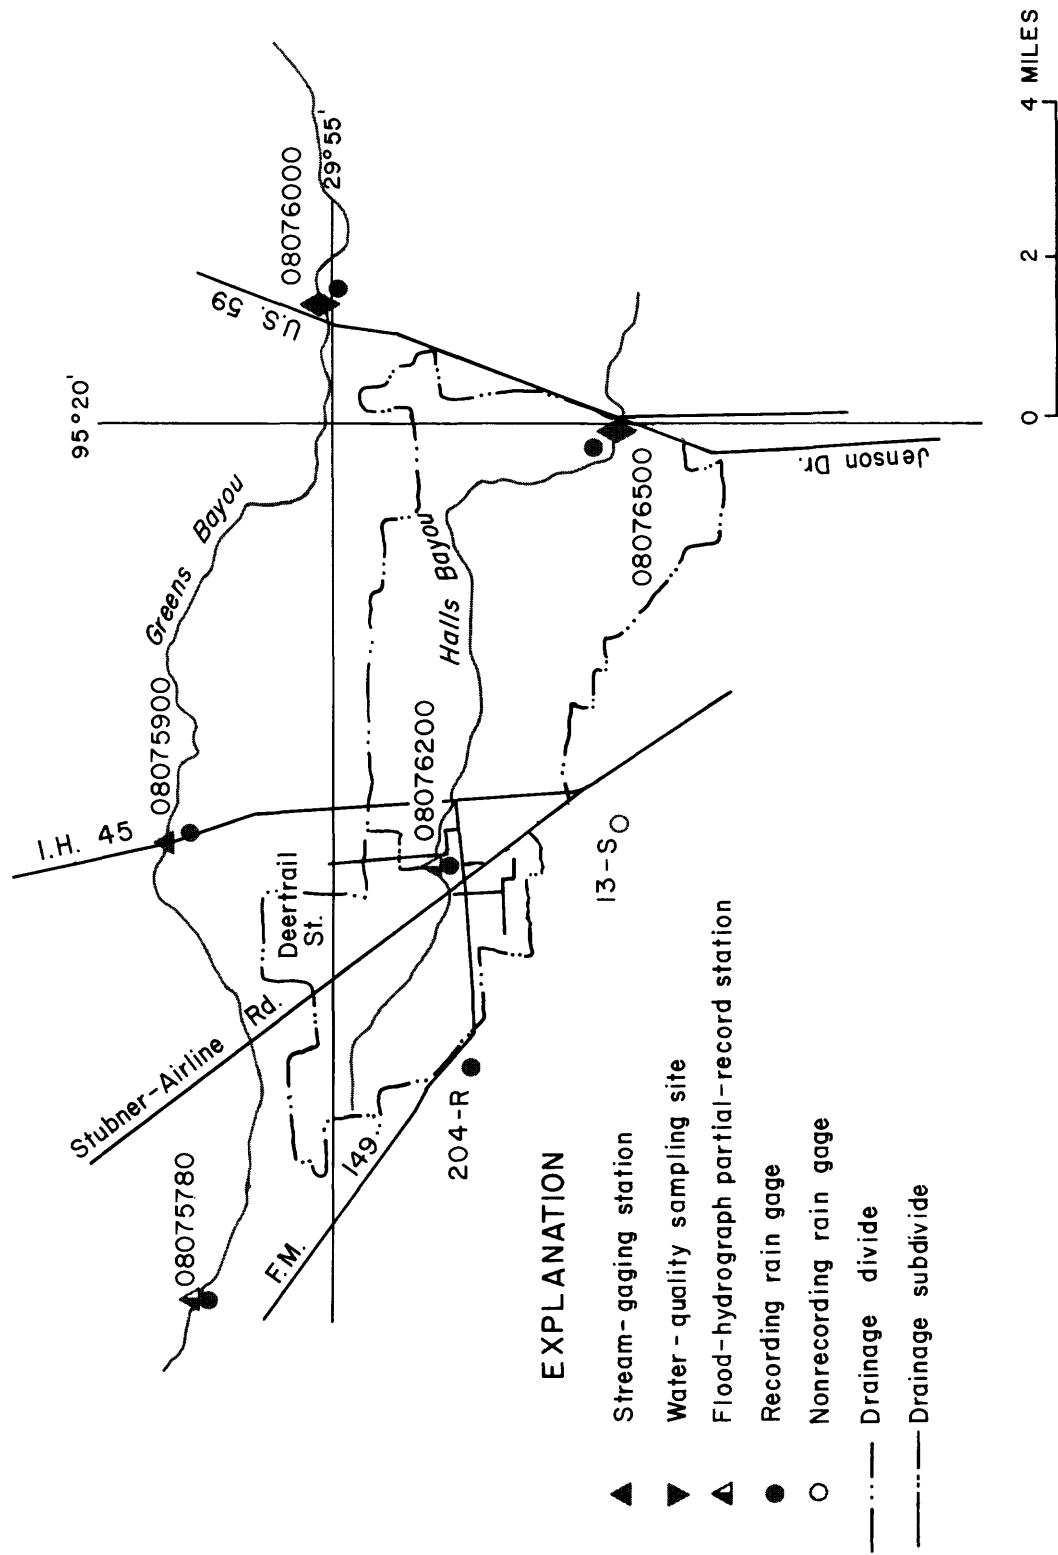 08075780
Stubner-Airline Rd.
I.H. 45
08075900
Greens Bayou
95°20'
U.S. 59
08076000
29°55'
F.M. 149
Deertrail
St.
08076200
Halls Bayou
204-R
13-S
08076500
Jenson Dr.
EXPLANATION
Stream-gaging station
Water-quality sampling site
Flood-hydrograph partial-record station
Recording rain gage
Nonrecording rain gage
Drainage divide
Drainage subdivide
0 2 4 MILES